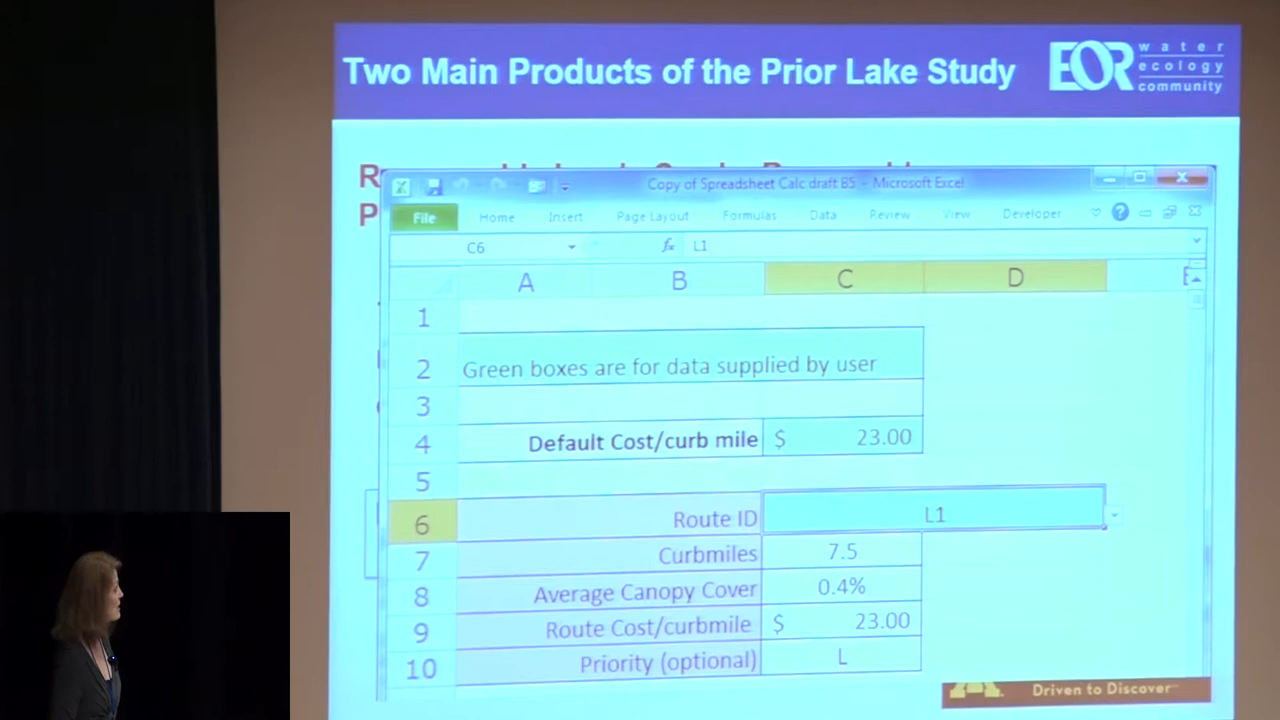 Two Main Products of the Prior Lake Study
EOR
water
ecology
community
Copy of Spreadsheet Calc draft B5 - Microsoft Excel
File Home Insert Page Layout Formulas Data Review View Developer
C6 fx L1
A B C D E
1
2 Green boxes are for data supplied by user
3
4 Default Cost/curb mile $ 23.00
5
6 Route ID L1
7 Curbmiles 7.5
8 Average Canopy Cover 0.4%
9 Route Cost/curbmile $ 23.00
10 Priority (optional) L
Driven to Discover